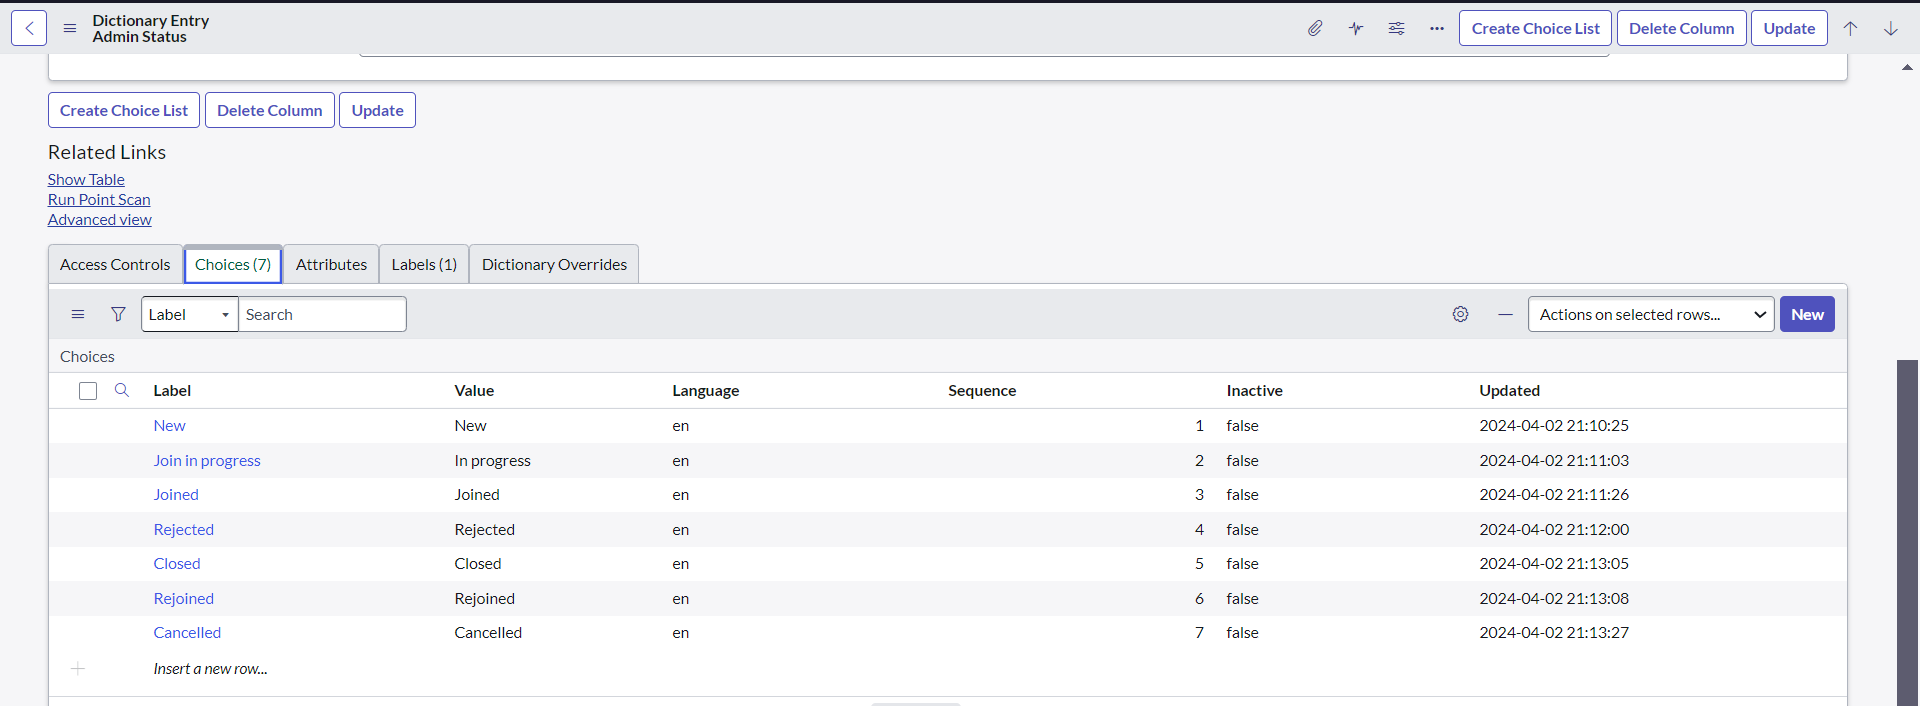 Dictionary Entry
Admin Status
Create Choice List Delete Column Update
Create Choice List Delete Column Update
Related Links
Show Table
Run Point Scan
Advanced view
Access Controls Choices (7) Attributes Labels (1) Dictionary Overrides
Label Search Actions on selected rows... New
Choices
Label Value Language Sequence Inactive Updated
New New en 1 false 2024-04-02 21:10:25
Join in progress In progress en 2 false 2024-04-02 21:11:03
Joined Joined en 3 false 2024-04-02 21:11:26
Rejected Rejected en 4 false 2024-04-02 21:12:00
Closed Closed en 5 false 2024-04-02 21:13:05
Rejoined Rejoined en 6 false 2024-04-02 21:13:08
Cancelled Cancelled en 7 false 2024-04-02 21:13:27
Insert a new row...